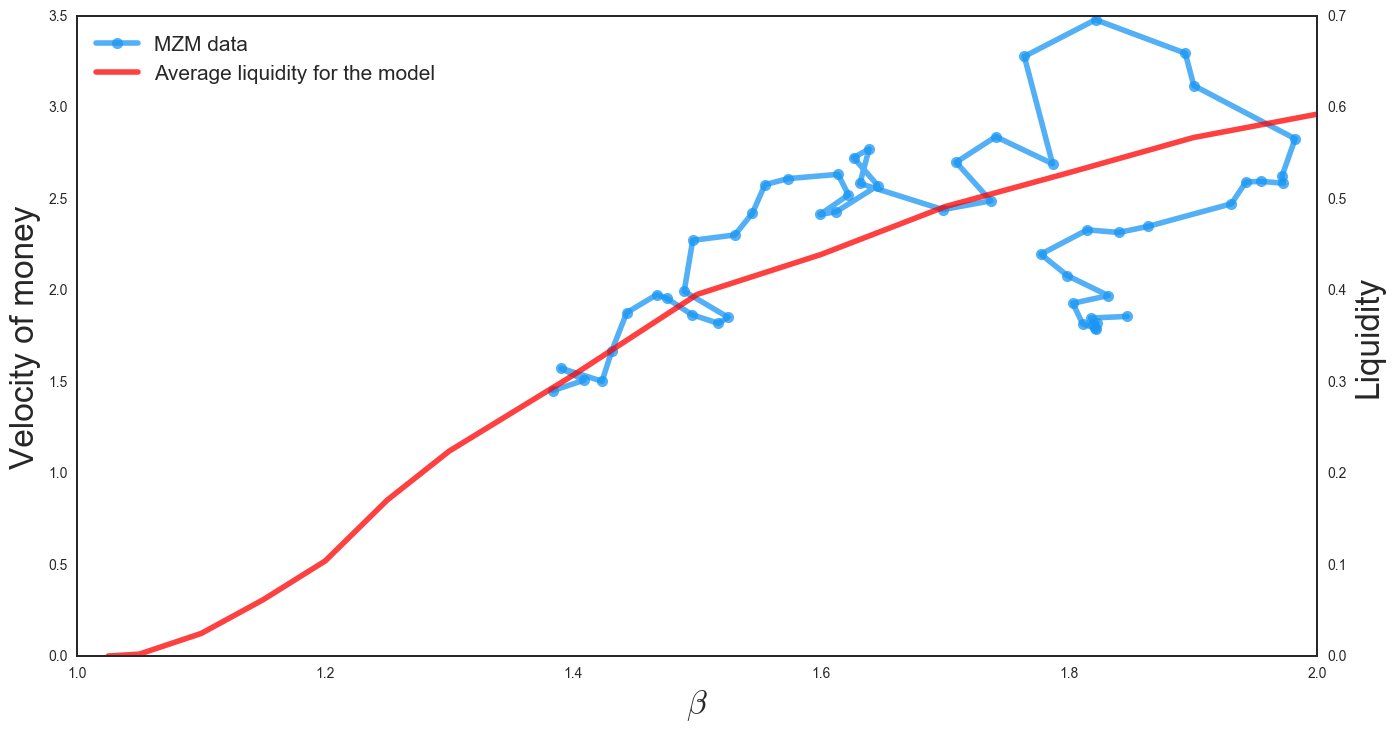 MZM data
Average liquidity for the model
Velocity of money
3.5
3.0
2.5
2.0
1.5
1.0
0.5
0.0
1.0 1.2 1.4 1.6 1.8 2.0
β
0.7
0.6
0.5
0.4
0.3
0.2
0.1
0.0
Liquidity